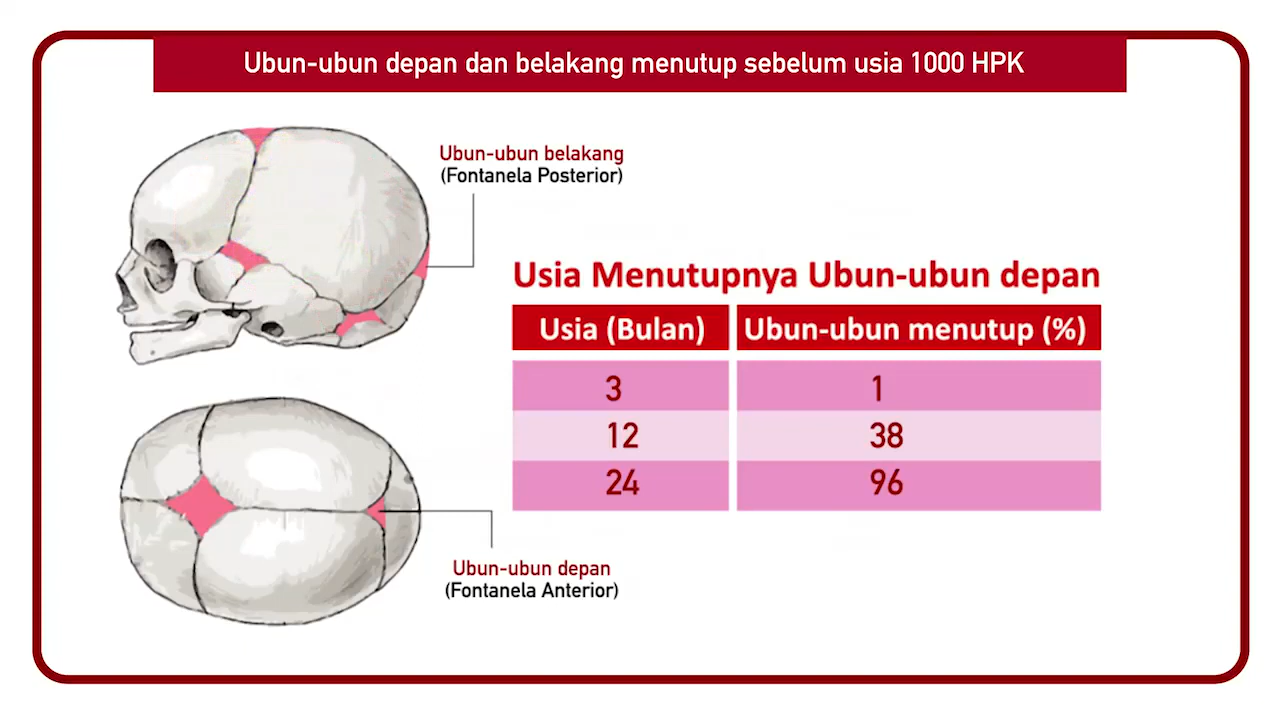 Ubun-ubun depan dan belakang menutup sebelum usia 1000 HPK
Ubun-ubun belakang
(Fontanela Posterior)
Usia Menutupnya Ubun-ubun depan
Usia (Bulan) Ubun-ubun menutup (%)
3 1
12 38
24 96
Ubun-ubun depan
(Fontanela Anterior)